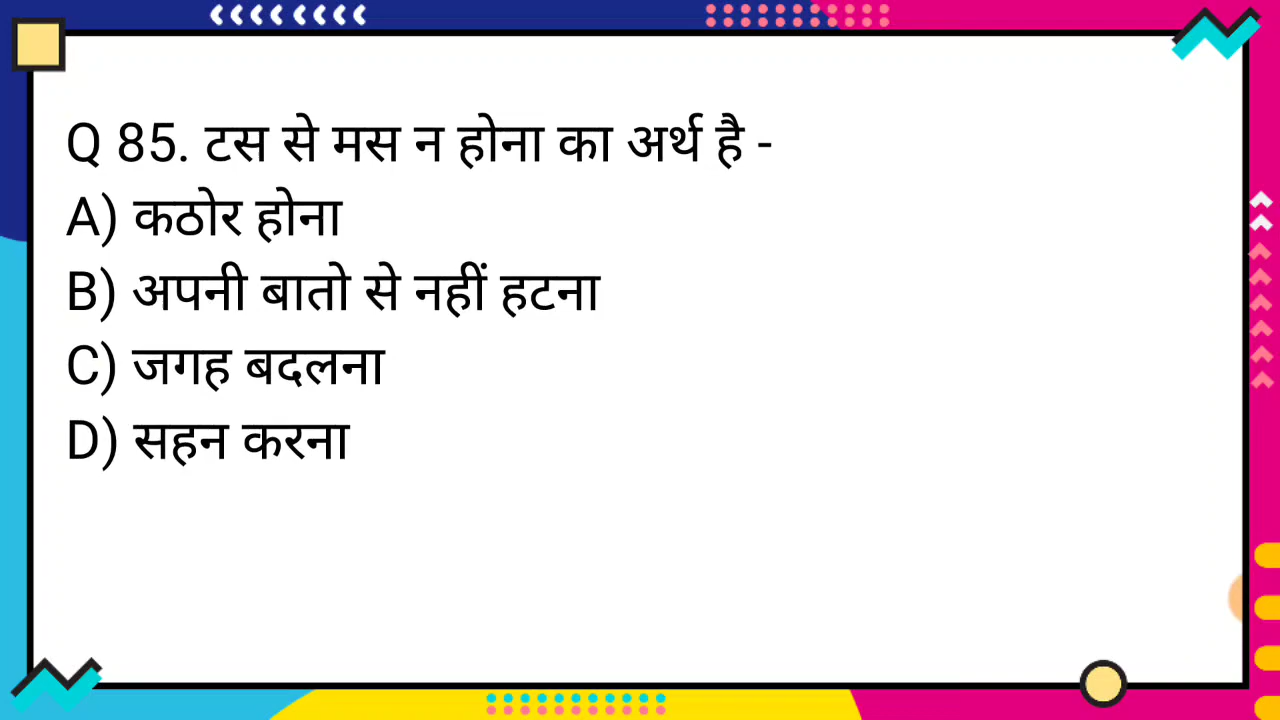 Q 85. टस से मस न होना का अर्थ है -
A) कठोर होना
B) अपनी बातो से नहीं हटना
C) जगह बदलना
D) सहन करना